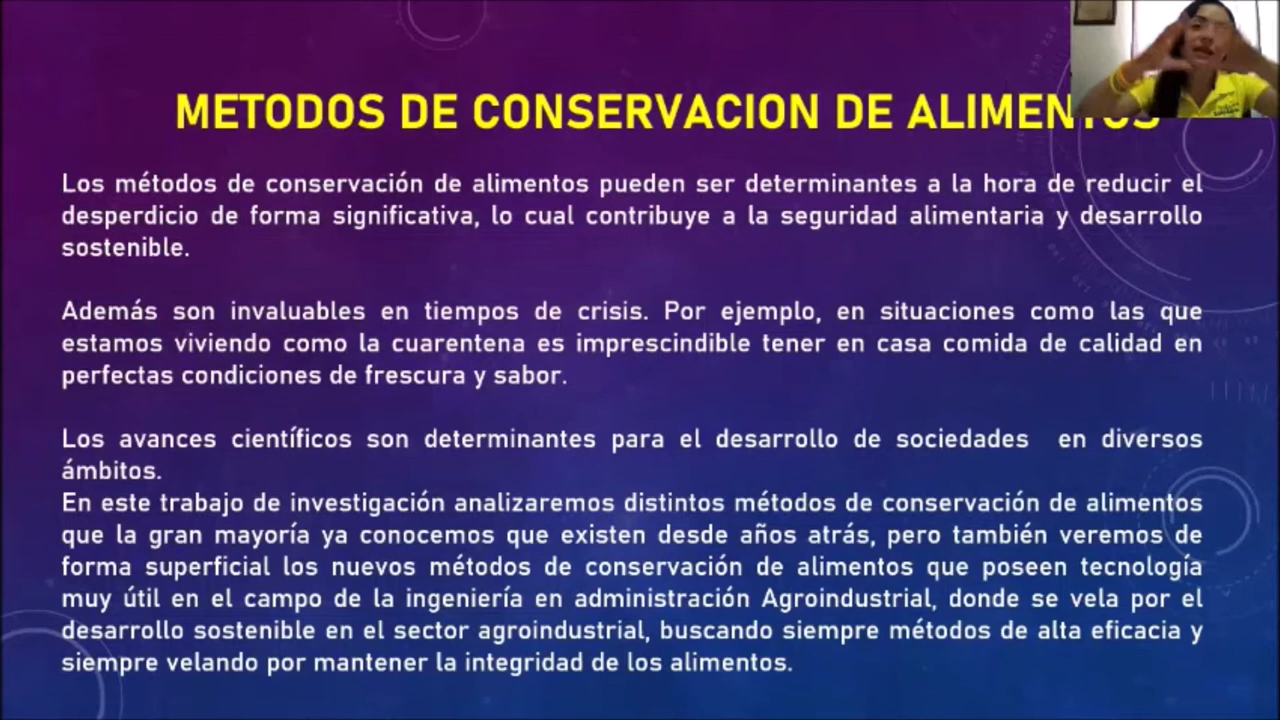 METODOS DE CONSERVACION DE ALIMENTOS
Los métodos de conservación de alimentos pueden ser determinantes a la hora de reducir el
desperdicio de forma significativa, lo cual contribuye a la seguridad alimentaria y desarrollo
sostenible.
Además son invaluables en tiempos de crisis. Por ejemplo, en situaciones como las que
estamos viviendo como la cuarentena es imprescindible tener en casa comida de calidad en
perfectas condiciones de frescura y sabor.
Los avances científicos son determinantes para el desarrollo de sociedades en diversos
ámbitos.
En este trabajo de investigación analizaremos distintos métodos de conservación de alimentos
que la gran mayoría ya conocemos que existen desde años atrás, pero también veremos de
forma superficial los nuevos métodos de conservación de alimentos que poseen tecnología
muy útil en el campo de la ingeniería en administración Agroindustrial, donde se vela por el
desarrollo sostenible en el sector agroindustrial, buscando siempre métodos de alta eficacia y
siempre velando por mantener la integridad de los alimentos.